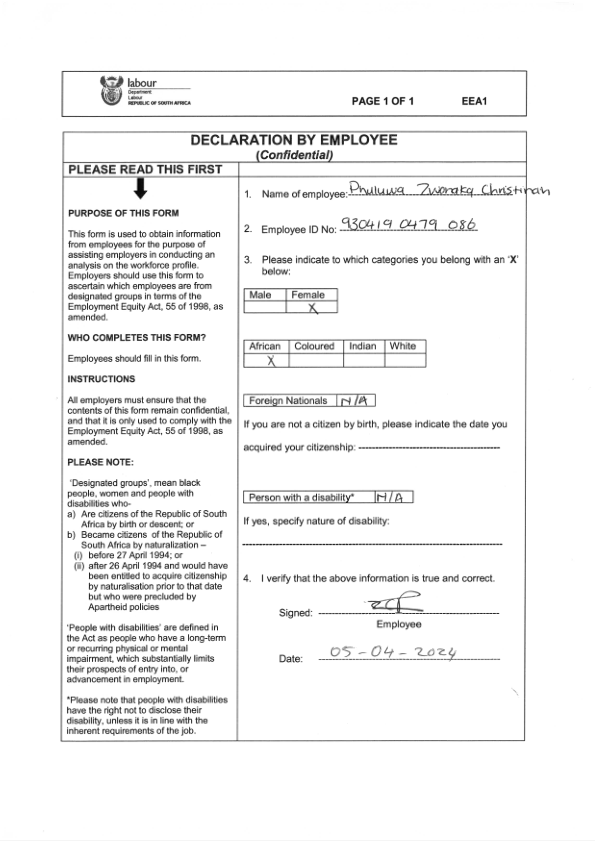 labour
Department:
Labour
REPUBLIC OF SOUTH AFRICA
PAGE 1 OF 1 EEA1
DECLARATION BY EMPLOYEE
(Confidential)
PLEASE READ THIS FIRST
PURPOSE OF THIS FORM
This form is used to obtain information
from employees for the purpose of
assisting employers in conducting an
analysis on the workforce profile.
Employers should use this form to
ascertain which employees are from
designated groups in terms of the
Employment Equity Act, 55 of 1998, as
amended.
WHO COMPLETES THIS FORM?
Employees should fill in this form.
INSTRUCTIONS
All employers must ensure that the
contents of this form remain confidential,
and that it is only used to comply with the
Employment Equity Act, 55 of 1998, as
amended.
PLEASE NOTE:
'Designated groups', mean black
people, women and people with
disabilities who-
a) Are citizens of the Republic of South
Africa by birth or descent; or
b) Became citizens of the Republic of
South Africa by naturalization –
(i) before 27 April 1994; or
(ii) after 26 April 1994 and would have
been entitled to acquire citizenship
by naturalisation prior to that date
but who were precluded by
Apartheid policies
'People with disabilities' are defined in
the Act as people who have a long-term
or recurring physical or mental
impairment, which substantially limits
their prospects of entry into, or
advancement in employment.
*Please note that people with disabilities
have the right not to disclose their
disability, unless it is in line with the
inherent requirements of the job.
1. Name of employee: Phuluwa Zwonaka Christinah
2. Employee ID No: 930419 0479 086
3. Please indicate to which categories you belong with an 'X'
below:
Male Female
X
African Coloured Indian White
X
Foreign Nationals N/A
If you are not a citizen by birth, please indicate the date you
acquired your citizenship:
Person with a disability* N/A
If yes, specify nature of disability:
4. I verify that the above information is true and correct.
Signed:
Employee
Date: 05-04-2024